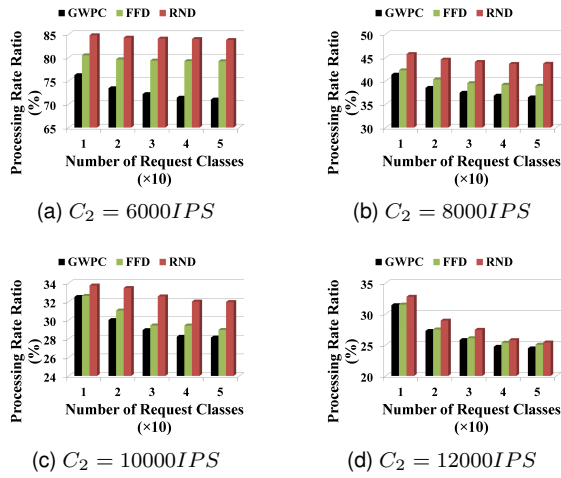 GWPC FFD RND
Processing Rate Ratio (%)
85
80
75
70
65
1 2 3 4 5
Number of Request Classes
(×10)
(a) C₂ = 6000IPS
GWPC FFD RND
Processing Rate Ratio (%)
50
45
40
35
30
1 2 3 4 5
Number of Request Classes
(×10)
(b) C₂ = 8000IPS
GWPC FFD RND
Processing Rate Ratio (%)
34
32
30
28
26
24
1 2 3 4 5
Number of Request Classes
(×10)
(c) C₂ = 10000IPS
GWPC FFD RND
Processing Rate Ratio (%)
35
30
25
20
1 2 3 4 5
Number of Request Classes
(×10)
(d) C₂ = 12000IPS